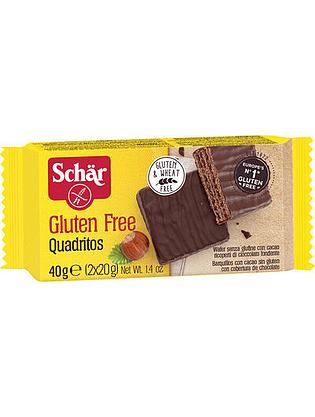 Schär
GLUTEN
& WHEAT
FREE
EUROPE'S
N°1*
GLUTEN
FREE
Gluten Free
Quadritos
40g e (2x20g) Net Wt. 1.4 oz
Wafer senza glutine con cacao
ricoperti di cioccolato fondente
Barquillos con cacao sin gluten
con cobertura de chocolate